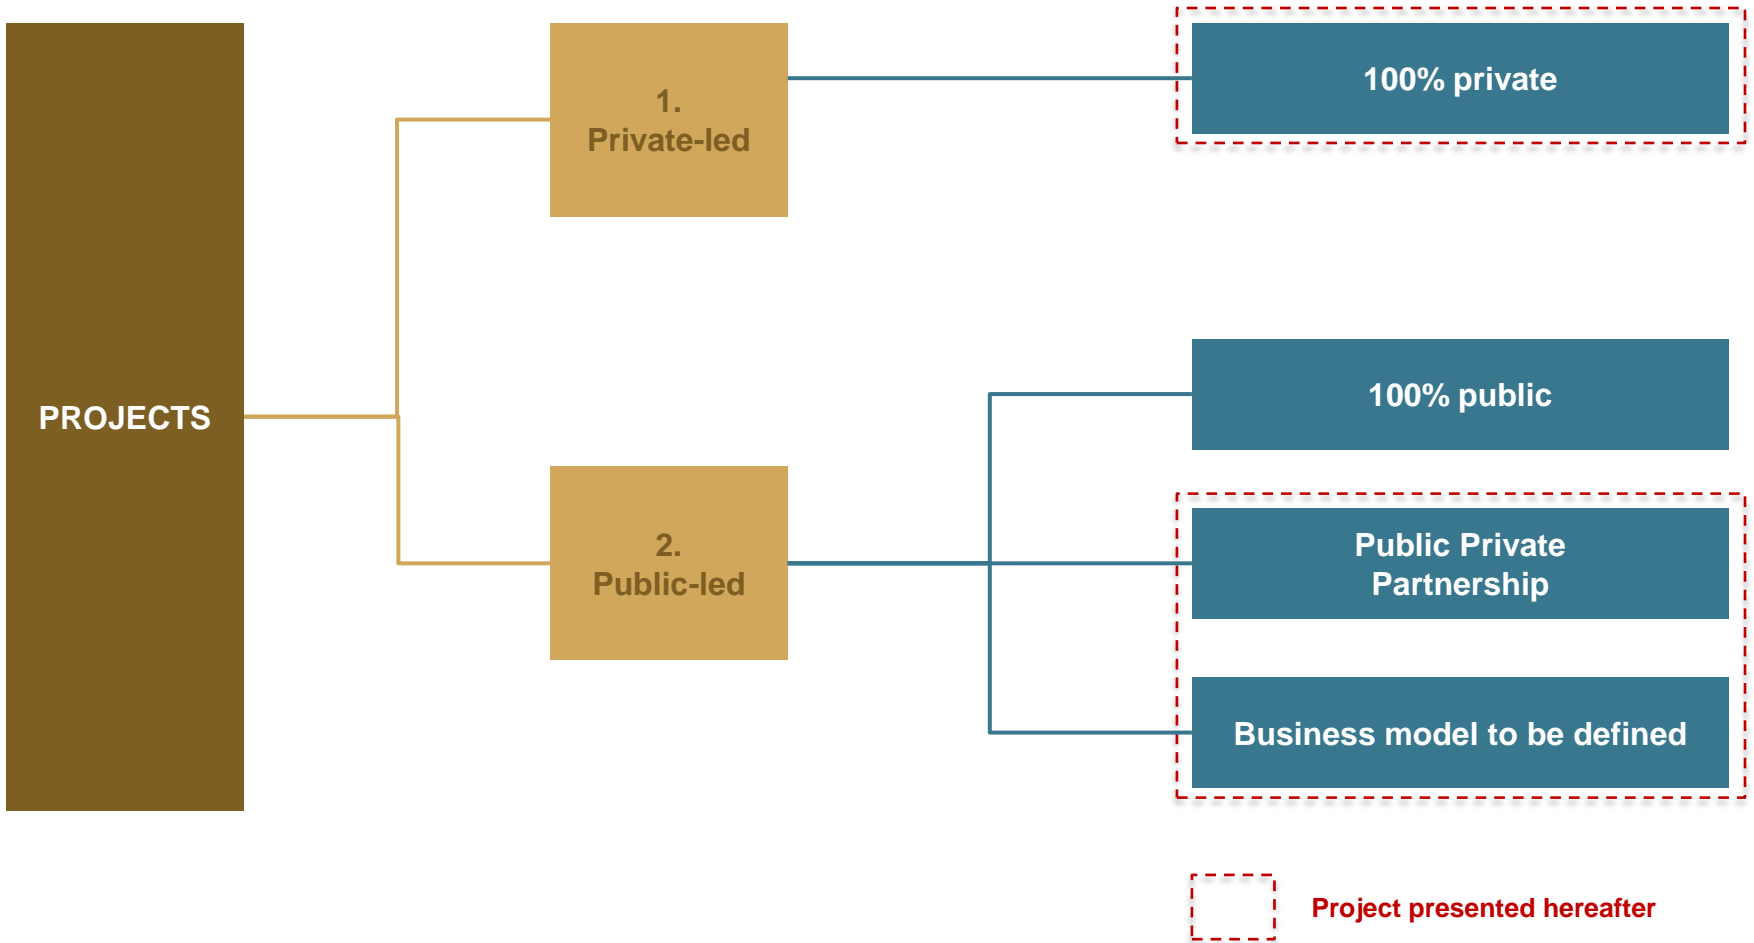 PROJECTS
1.
Private-led
100% private
100% public
2.
Public-led
Public Private
Partnership
Business model to be defined
Project presented hereafter